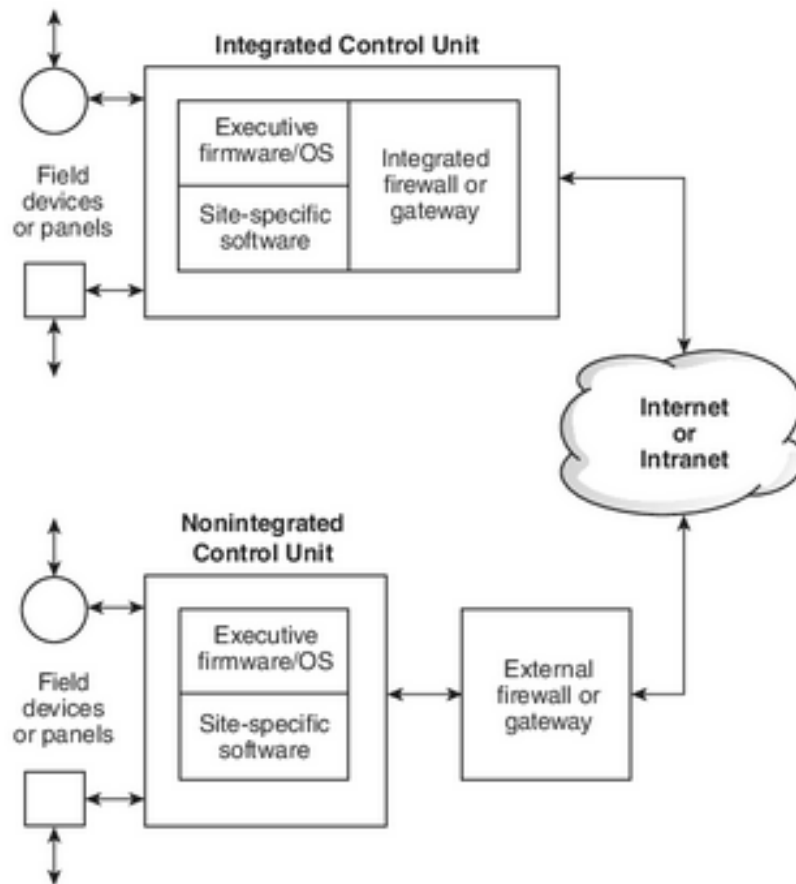 Integrated Control Unit
Executive
firmware/OS
Integrated
firewall or
gateway
Site-specific
software
Field
devices
or panels
Internet
or
Intranet
Nonintegrated
Control Unit
Executive
firmware/OS
Site-specific
software
External
firewall or
gateway
Field
devices
or panels